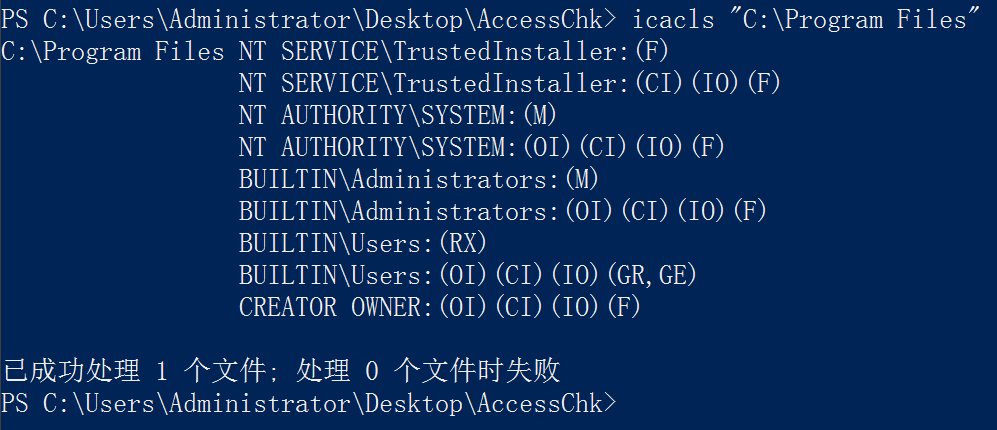 PS C:\Users\Administrator\Desktop\AccessChk> icacls "C:\Program Files"
C:\Program Files NT SERVICE\TrustedInstaller:(F)
NT SERVICE\TrustedInstaller:(CI)(IO)(F)
NT AUTHORITY\SYSTEM:(M)
NT AUTHORITY\SYSTEM:(OI)(CI)(IO)(F)
BUILTIN\Administrators:(M)
BUILTIN\Administrators:(OI)(CI)(IO)(F)
BUILTIN\Users:(RX)
BUILTIN\Users:(OI)(CI)(IO)(GR,GE)
CREATOR OWNER:(OI)(CI)(IO)(F)
已成功处理 1 个文件; 处理 0 个文件时失败
PS C:\Users\Administrator\Desktop\AccessChk>